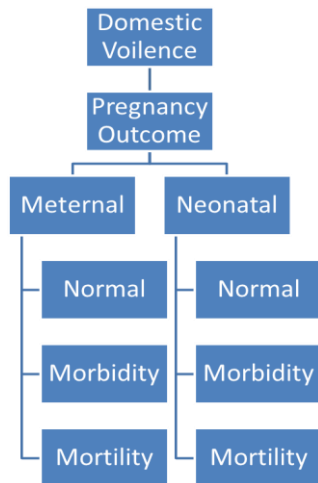 Domestic
Voilence
Pregnancy
Outcome
Meternal
Neonatal
Normal
Normal
Morbidity
Morbidity
Mortility
Mortility